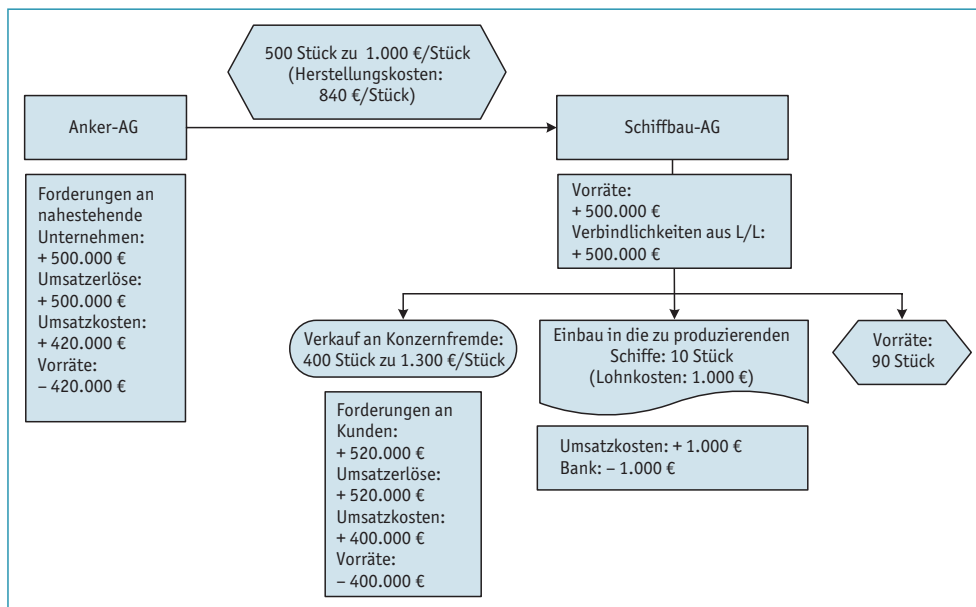 500 Stück zu 1.000 €/Stück
(Herstellungskosten:
840 €/Stück)
Anker-AG
Schiffbau-AG
Forderungen an
nahestehende
Unternehmen:
+ 500.000 €
Umsatzerlöse:
+ 500.000 €
Umsatzkosten:
+ 420.000 €
Vorräte:
– 420.000 €
Vorräte:
+ 500.000 €
Verbindlichkeiten aus L/L:
+ 500.000 €
Verkauf an Konzernfremde:
400 Stück zu 1.300 €/Stück
Einbau in die zu produzierenden
Schiffe: 10 Stück
(Lohnkosten: 1.000 €)
Vorräte:
90 Stück
Forderungen an
Kunden:
+ 520.000 €
Umsatzerlöse:
+ 520.000 €
Umsatzkosten:
+ 400.000 €
Vorräte:
– 400.000 €
Umsatzkosten: + 1.000 €
Bank: – 1.000 €